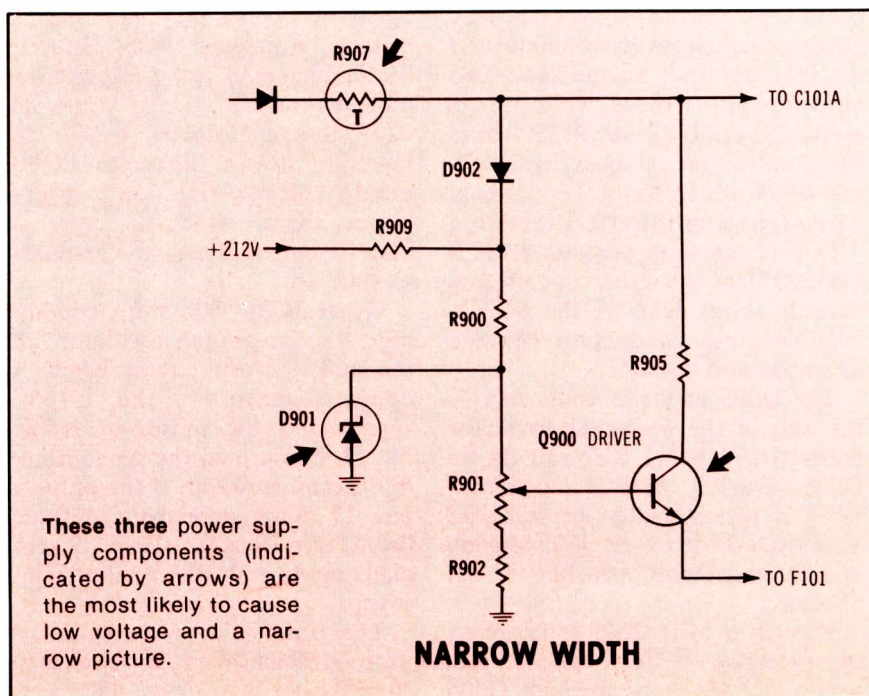 R907
T
TO C101A
D902
+212V
R909
R900
R905
D901
Q900 DRIVER
R901
R902
TO F101
These three power sup-
ply components (indi-
cated by arrows) are
the most likely to cause
low voltage and a nar-
row picture.
NARROW WIDTH